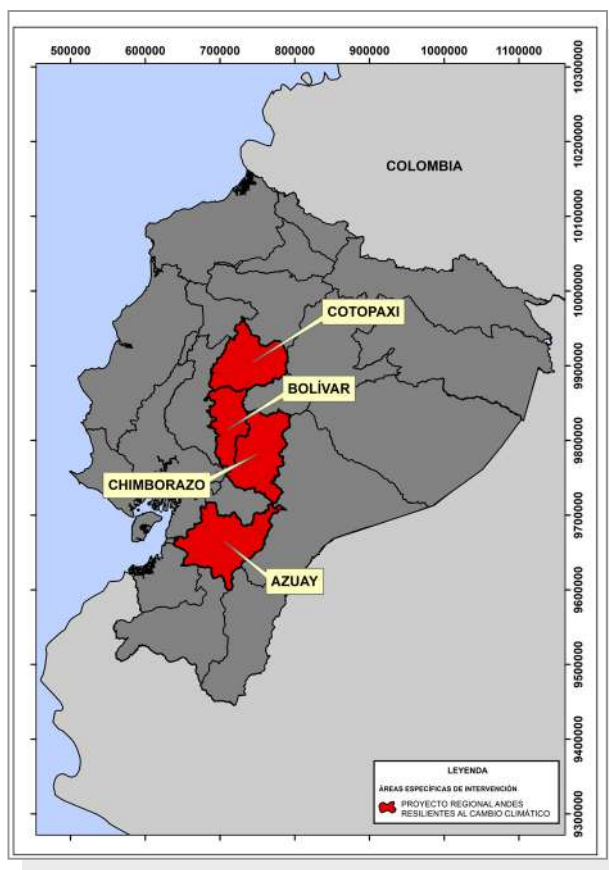 500000 600000 700000 800000 900000 1000000 1100000
10300000
10200000
COLOMBIA
10100000
10000000
COTOPAXI
9900000
BOLÍVAR
9800000
CHIMBORAZO
9700000
AZUAY
9600000
9500000
9400000
LEYENDA
ÁREAS ESPECÍFICAS DE INTERVENCIÓN
PROYECTO REGIONAL ANDES
RESILIENTES AL CAMBIO CLIMÁTICO
9300000